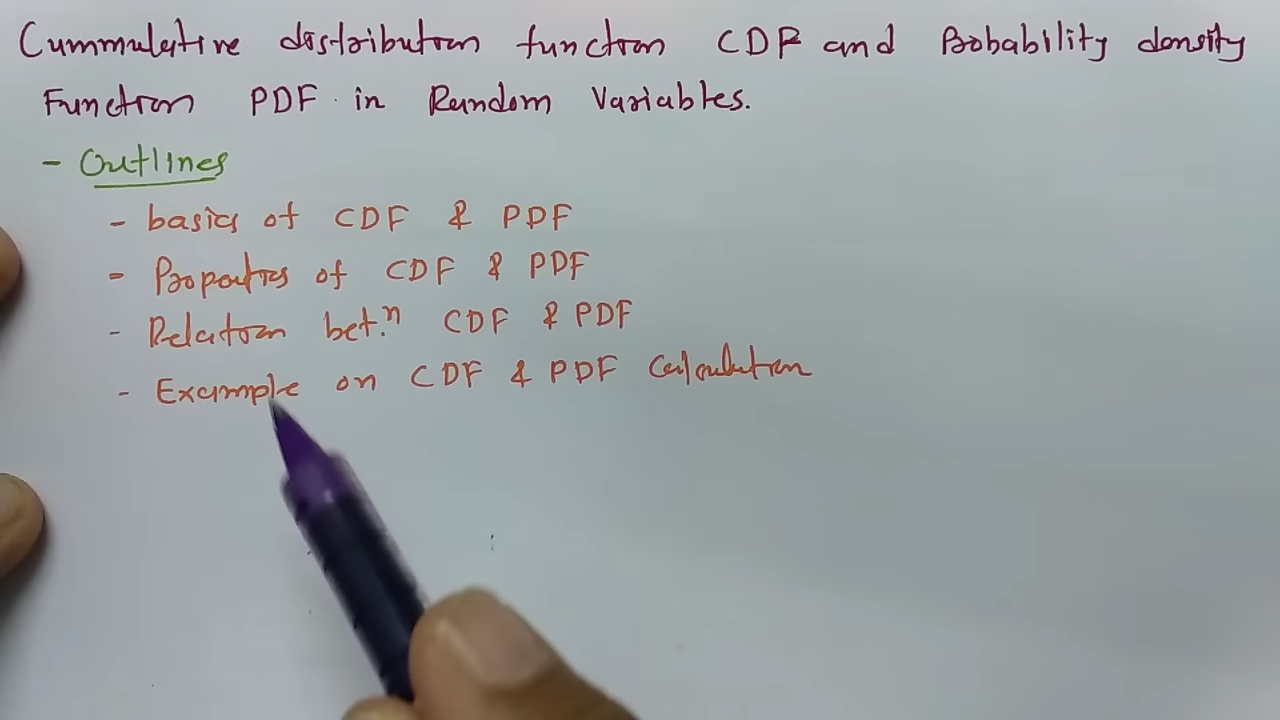 Cummulative distribution function CDF and Probability density
Function PDF in Random Variables.
- Outlines
- basics of CDF & PDF
- Properties of CDF & PDF
- Relation bet.n CDF & PDF
- Example on CDF & PDF Calculation